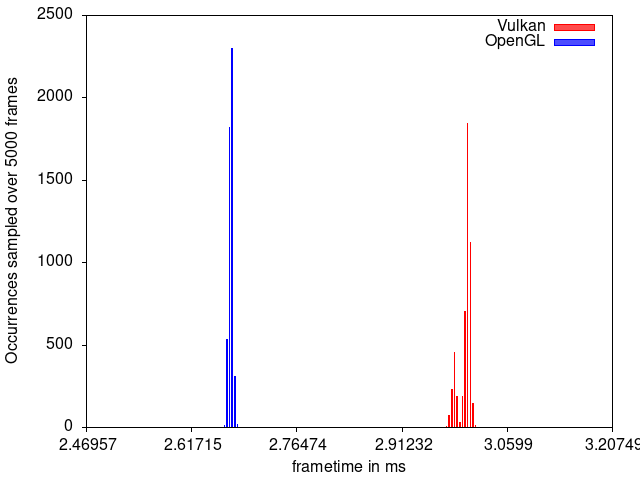 Vulkan
OpenGL
2500
2000
1500
1000
500
0
Occurrences sampled over 5000 frames
2.46957 2.61715 2.76474 2.91232 3.0599 3.20749
frametime in ms